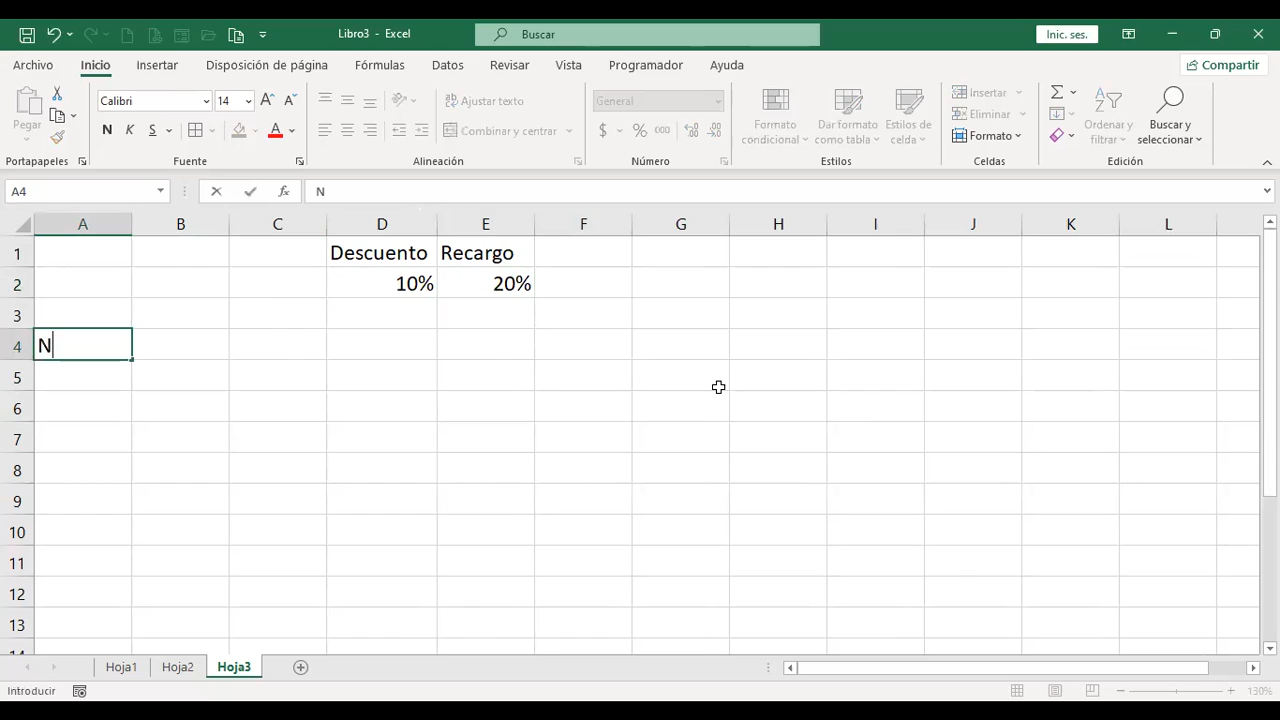 Libro3 - Excel
Buscar
Inic. ses.
Archivo Inicio Insertar Disposición de página Fórmulas Datos Revisar Vista Programador Ayuda
Compartir
Pegar
Portapapeles
Calibri 14
N K S
Fuente
Ajustar texto
Combinar y centrar
Alineación
General
$ % 000
Número
Formato condicional
Dar formato como tabla
Estilos de celda
Estilos
Insertar
Eliminar
Formato
Celdas
Ordenar y filtrar
Buscar y seleccionar
Edición
A4 fx N
A B C D E F G H I J K L
1 Descuento Recargo
2 10% 20%
3
4 N
5
6
7
8
9
10
11
12
13
14
Hoja1 Hoja2 Hoja3
Introducir
130%